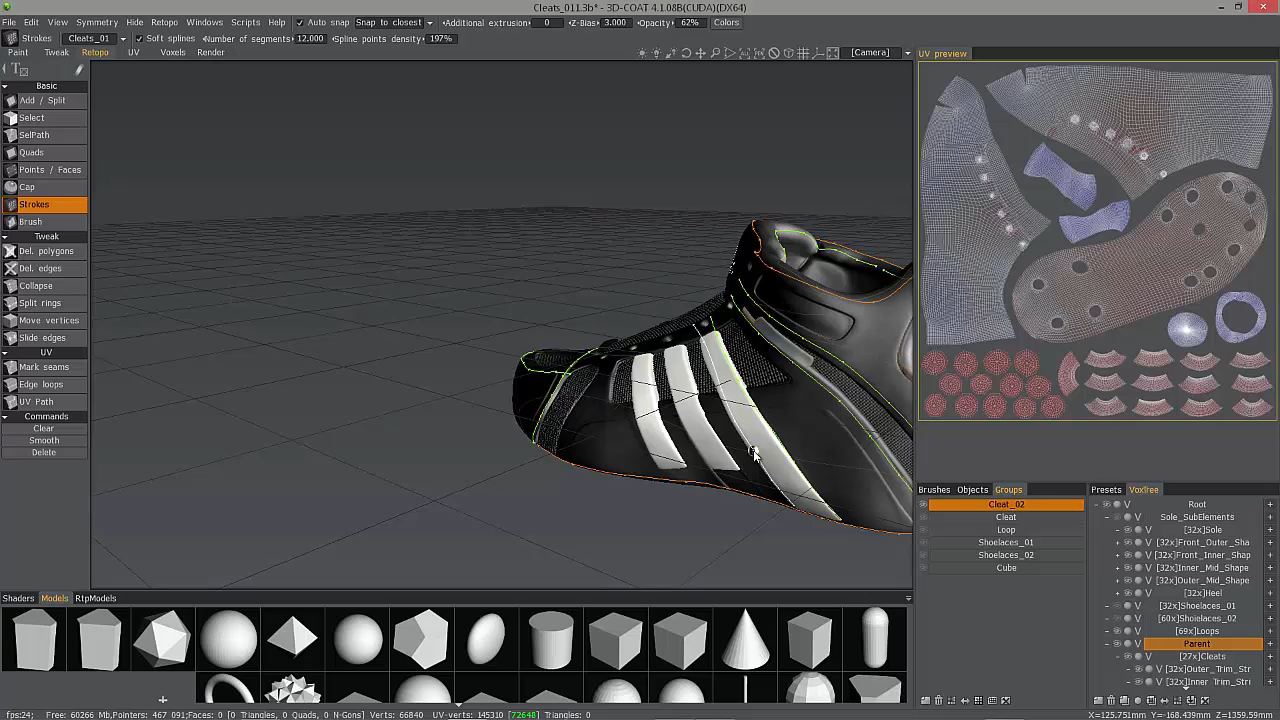 Cleats_011.3b* - 3D-COAT 4.1.08B(CUDA)(DX64)
File Edit View Symmetry Retopo Windows Scripts Help Auto snap Snap to closest Additional extrusion 0 Z-Bias 3.000 Opacity 62% Colors
Strokes Cleats_01 Soft splines Number of segments 12.000 Spline points density 197%
Paint Tweak Retopo UV Voxels Render [Camera] UV preview
Basic
Add / Split
Select
SelPath
Quads
Points / Faces
Cap
Strokes
Brush
Tweak
Del. polygons
Del. edges
Collapse
Split rings
Move vertices
Slide edges
UV
Mark seams
Edge loops
UV Path
Commands
Clear
Smooth
Delete
Brushes Objects Groups
Cleat_02
Cleat
Loop
Shoelaces_01
Shoelaces_02
Cube
Presets VoxTree
Root
V Sole_SubElements
V [32x]Sole
V [32x]Front_Outer_Sha
V [32x]Front_Inner_Shap
V [32x]Inner_Mid_Shape
V [32x]Outer_Mid_Shape
V [32x]Heel
V [32x]Shoelaces_01
V [60x]Shoelaces_02
V [69x]Loops
V Parent
V [27x]Cleats
V [32x]Outer_Trim_Str
V [32x]Inner_Trim_Stri
Shaders Models RtpModels
fps:24; Free: 60266 Mb,Pointers: 467 091;Faces: 0 [0 Triangles, 0 Quads, 0 N-Gons] Verts: 66840 UV-verts: 145310 [72648] Triangles: 0 X=125.751mm Y=-168.439mm Z=1359.59mm